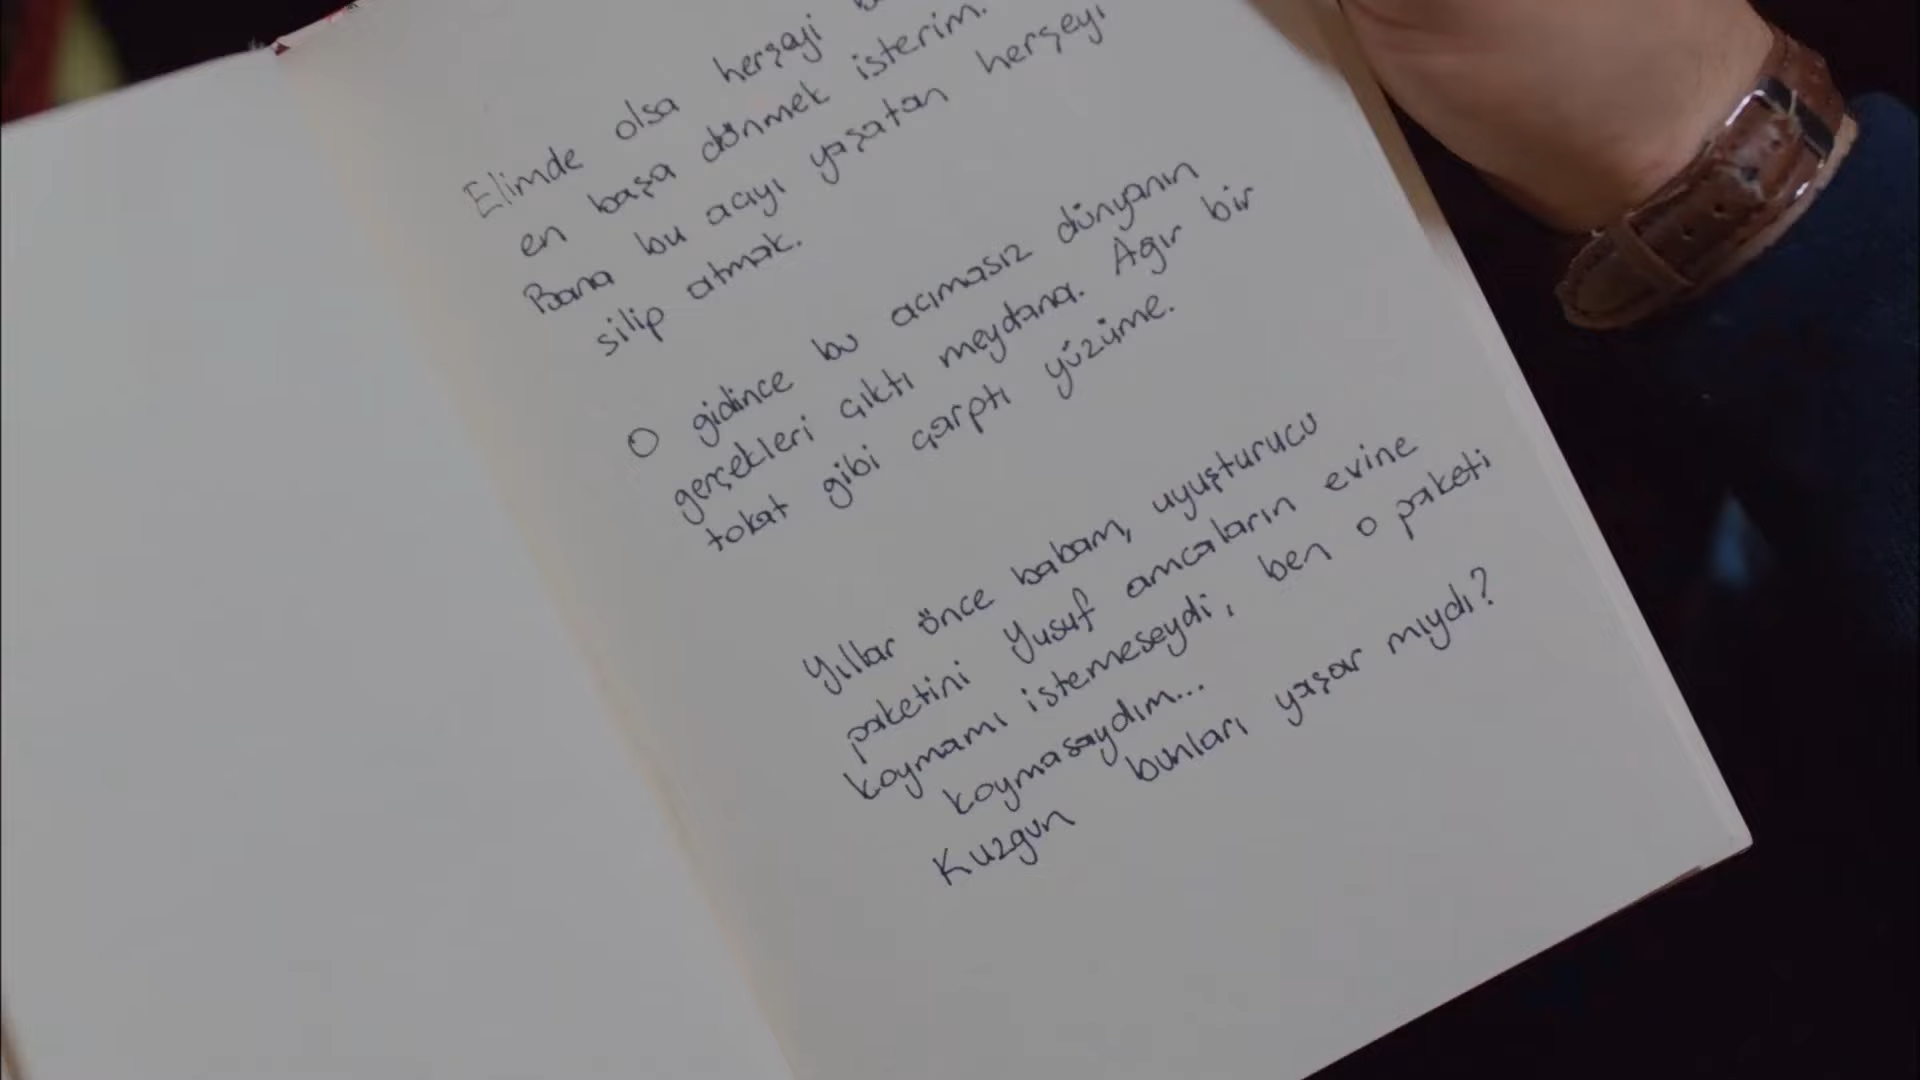 Elimde olsa herşeyi
en başa dönmek isterim.
Bana bu acıyı yaşatan herşeyi
silip atmak.
O gidince bu acımasız dünyanın
gerçekleri çıktı meydana. Ağır bir
tokat gibi çarptı yüzüme.
Yıllar önce babam, uyuşturucu
paketini Yusuf amcaların evine
koymamı istemeseydi, ben o paketi
koymasaydım...
Kuzgun bunları yaşar mıydı?